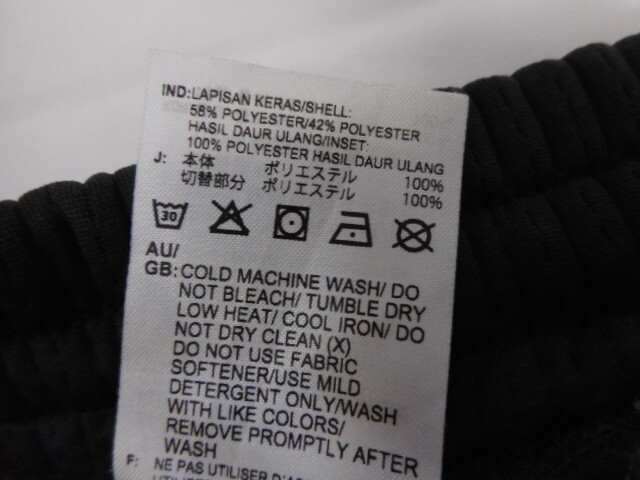 IND:LAPISAN KERAS/SHELL:
58% POLYESTER/42% POLYESTER
HASIL DAUR ULANG/INSET:
100% POLYESTER HASIL DAUR ULANG
J: 本体 ポリエステル 100%
切替部分 ポリエステル 100%
30
AU/
GB: COLD MACHINE WASH/ DO
NOT BLEACH/ TUMBLE DRY
LOW HEAT/ COOL IRON/ DO
NOT DRY CLEAN (X)
DO NOT USE FABRIC
SOFTENER/USE MILD
DETERGENT ONLY/WASH
WITH LIKE COLORS/
REMOVE PROMPTLY AFTER
WASH
F: NE PAS UTILISER